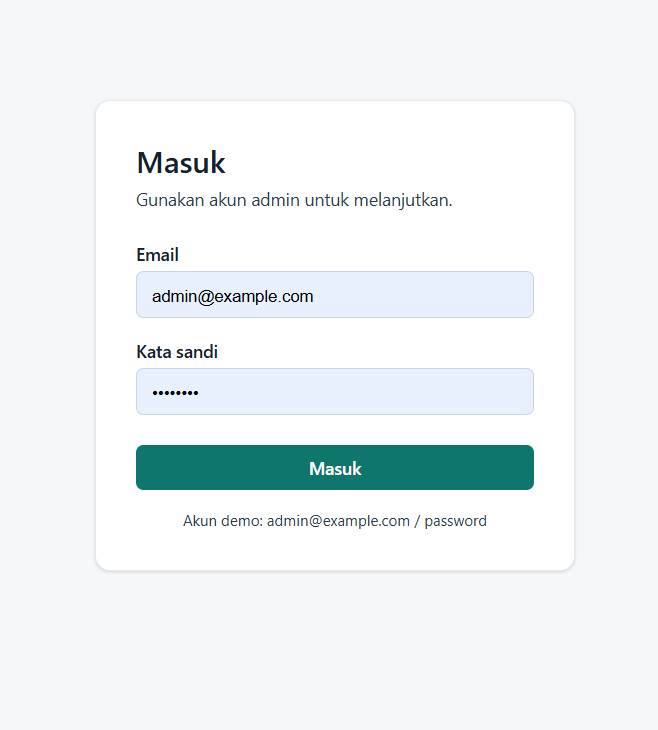 Masuk
Gunakan akun admin untuk melanjutkan.
Email
admin@example.com
Kata sandi
••••••••
Masuk
Akun demo: admin@example.com / password